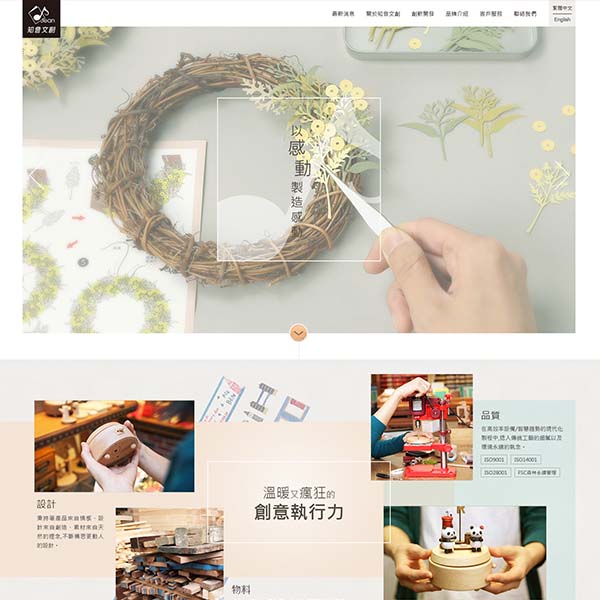 知音文創
最新消息
關於知音文創
創新開發
品牌介紹
客戶服務
聯絡我們
繁體中文
English
以
感動
製造感動
品質
在高效率設備/智慧趨勢的現代化
製程中,隱入傳統工藝的細膩以及
環境永續的執念。
ISO9001
ISO14001
ISO28001
FSC森林永續管理
溫暖又瘋狂的
創意執行力
設計
秉持著產品來自情感、設
計來自創造、素材來自天
然的理念,不斷構思更動人
的設計。
物料